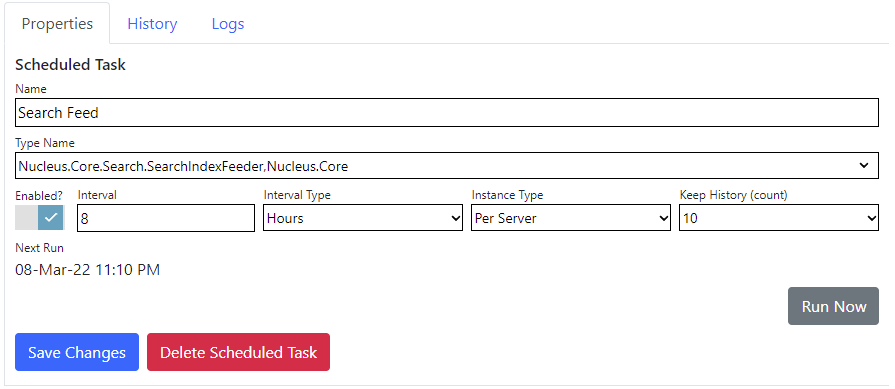 Properties History Logs
Scheduled Task
Name
Search Feed
Type Name
Nucleus.Core.Search.SearchIndexFeeder,Nucleus.Core
Enabled? Interval Interval Type Instance Type Keep History (count)
8 Hours Per Server 10
Next Run
08-Mar-22 11:10 PM
Run Now
Save Changes Delete Scheduled Task